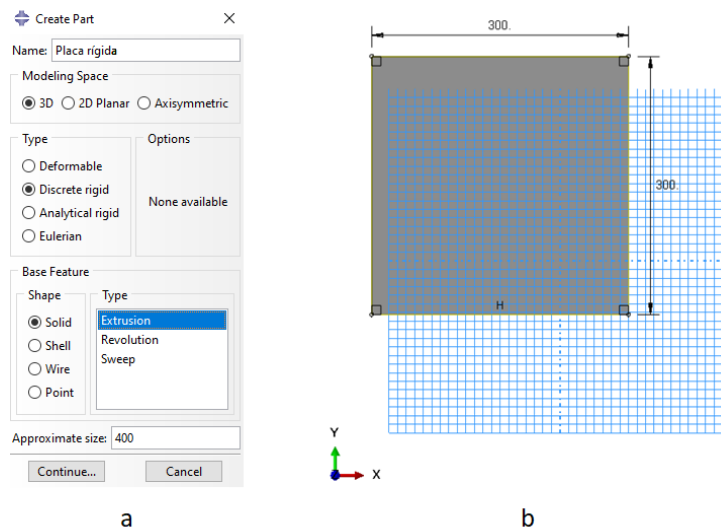 Create Part
Name: Placa rígida
Modeling Space
3D 2D Planar Axisymmetric
Type
Options
Deformable
Discrete rigid
Analytical rigid
Eulerian
None available
Base Feature
Shape
Type
Solid
Shell
Wire
Point
Extrusion
Revolution
Sweep
Approximate size: 400
Continue...
Cancel
a
300.
300.
H
Y
X
b